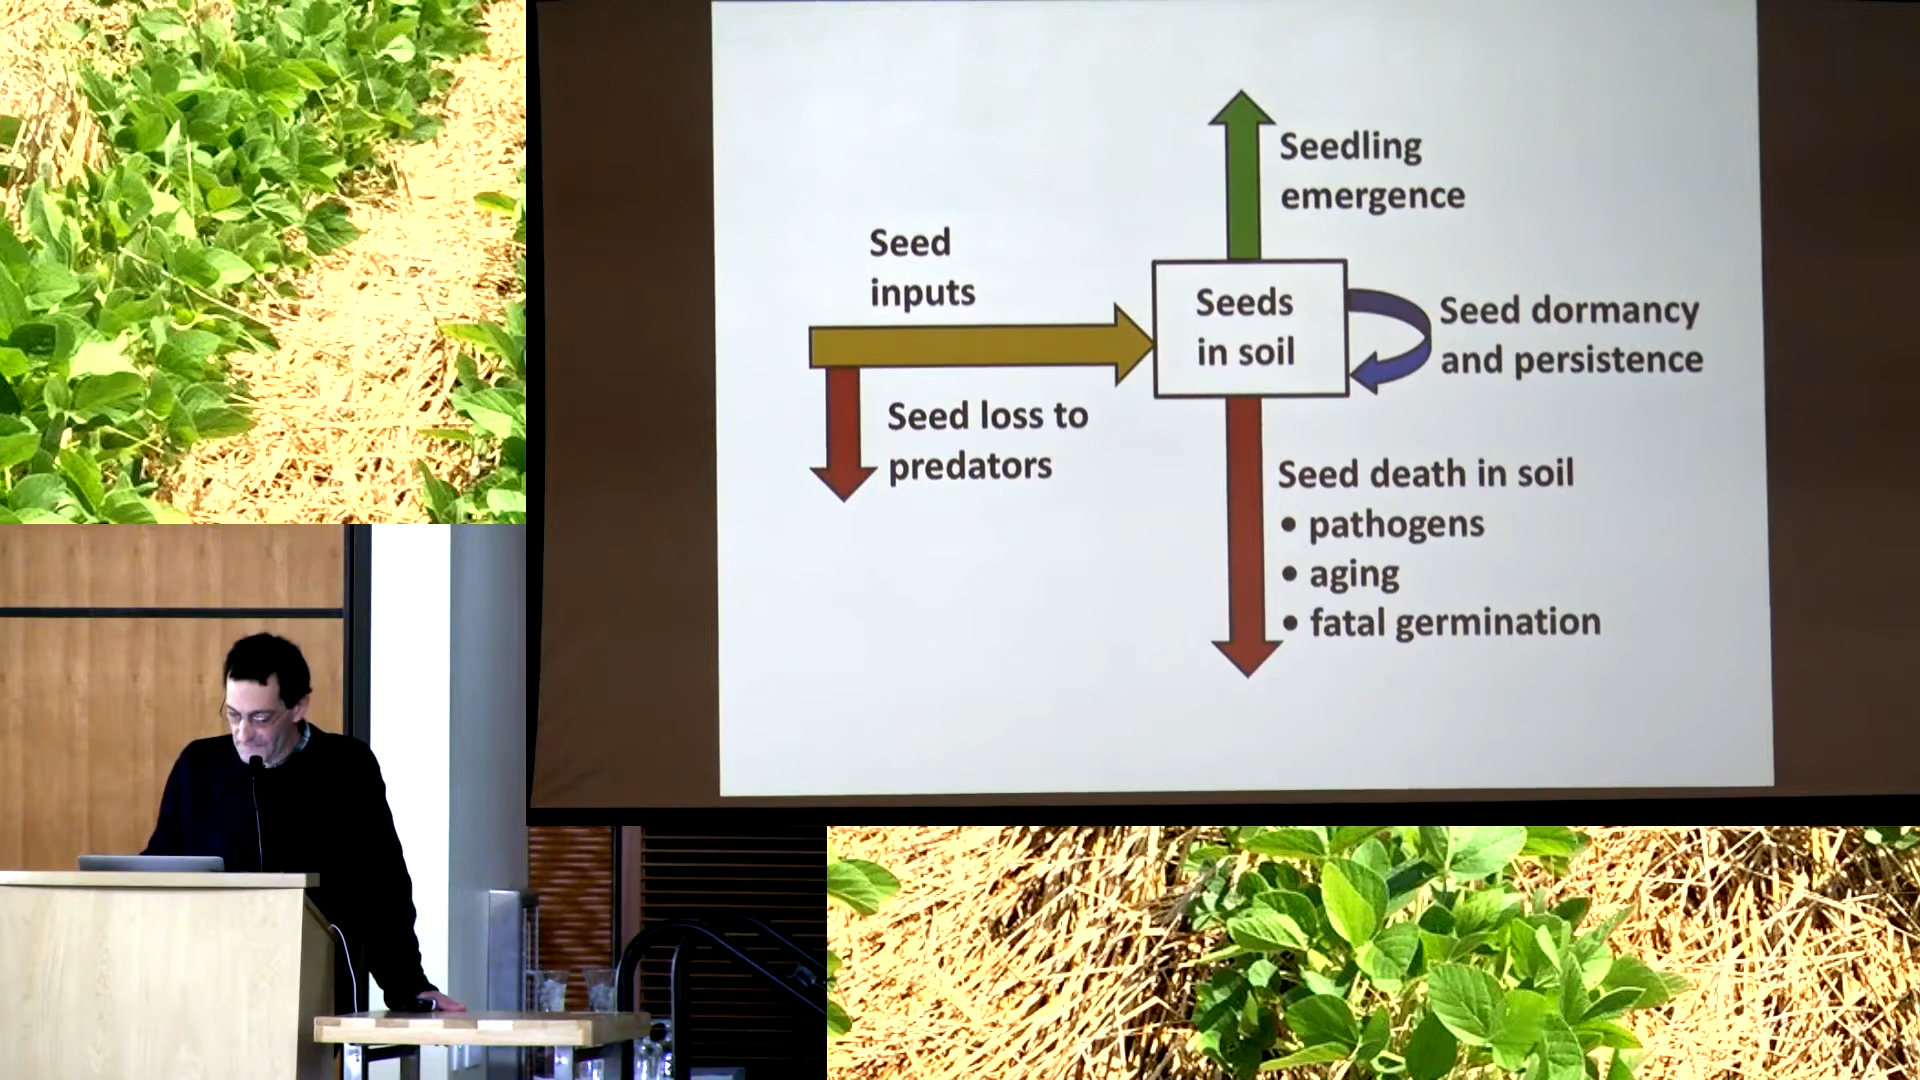 Seedling
emergence
Seed
inputs
Seeds
in soil
Seed dormancy
and persistence
Seed loss to
predators
Seed death in soil
• pathogens
• aging
• fatal germination